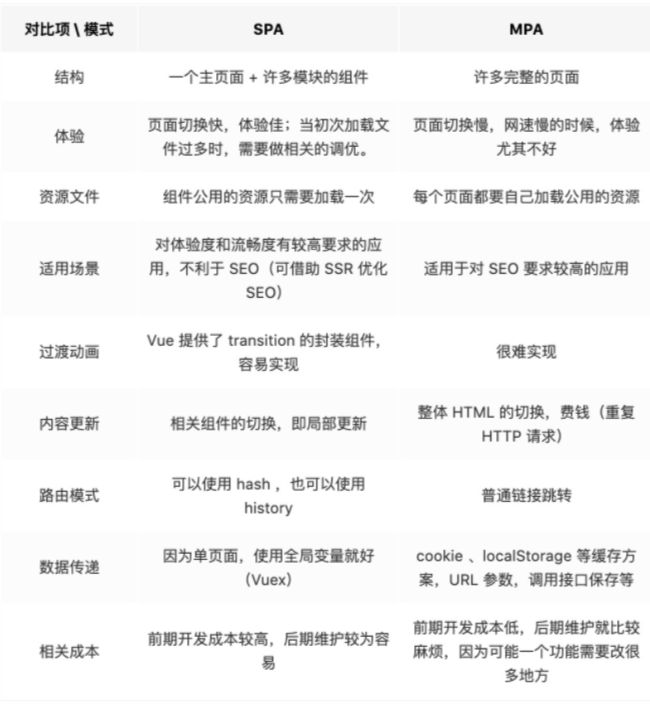 对比项 \ 模式 SPA MPA
结构 一个主页面 + 许多模块的组件 许多完整的页面
体验 页面切换快，体验佳；当初次加载文件过多时，需要做相关的调优。 页面切换慢，网速慢的时候，体验尤其不好
资源文件 组件公用的资源只需要加载一次 每个页面都要自己加载公用的资源
适用场景 对体验度和流畅度有较高要求的应用，不利于 SEO（可借助 SSR 优化 SEO） 适用于对 SEO 要求较高的应用
过渡动画 Vue 提供了 transition 的封装组件，容易实现 很难实现
内容更新 相关组件的切换，即局部更新 整体 HTML 的切换，费钱（重复 HTTP 请求）
路由模式 可以使用 hash ，也可以使用 history 普通链接跳转
数据传递 因为单页面，使用全局变量就好（Vuex） cookie 、localStorage 等缓存方案，URL 参数，调用接口保存等
相关成本 前期开发成本较高，后期维护较为容易 前期开发成本低，后期维护就比较麻烦，因为可能一个功能需要改很多地方